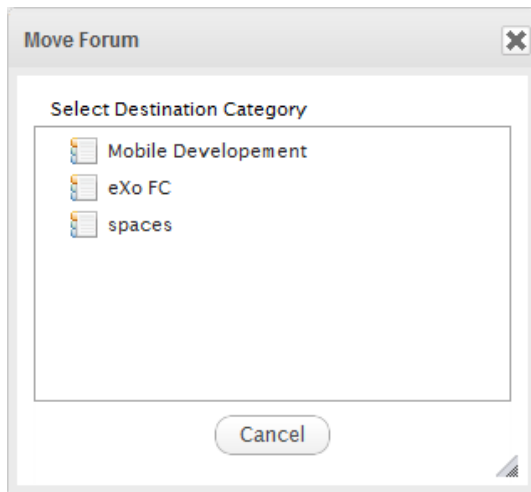 Move Forum
Select Destination Category
Mobile Developement
eXo FC
spaces
Cancel